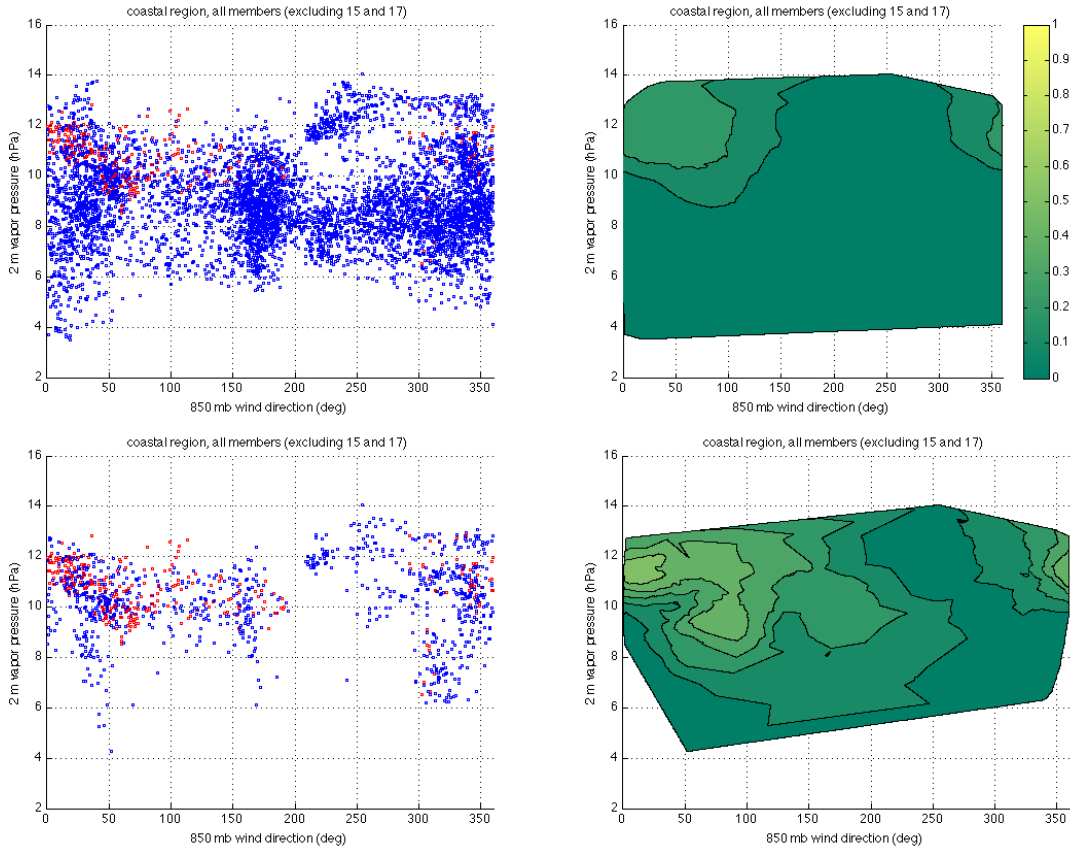 coastal region, all members (excluding 15 and 17)
16
14
12
10
8
6
4
2
2 m vapor pressure (hPa)
0 50 100 150 200 250 300 350
850 mb wind direction (deg)
coastal region, all members (excluding 15 and 17)
16
14
12
10
8
6
4
2
2 m vapor pressure (hPa)
0 50 100 150 200 250 300 350
850 mb wind direction (deg)
1
0.9
0.8
0.7
0.6
0.5
0.4
0.3
0.2
0.1
0
coastal region, all members (excluding 15 and 17)
16
14
12
10
8
6
4
2
2 m vapor pressure (hPa)
0 50 100 150 200 250 300 350
850 mb wind direction (deg)
coastal region, all members (excluding 15 and 17)
16
14
12
10
8
6
4
2
2 m vapor pressure (hPa)
0 50 100 150 200 250 300 350
850 mb wind direction (deg)